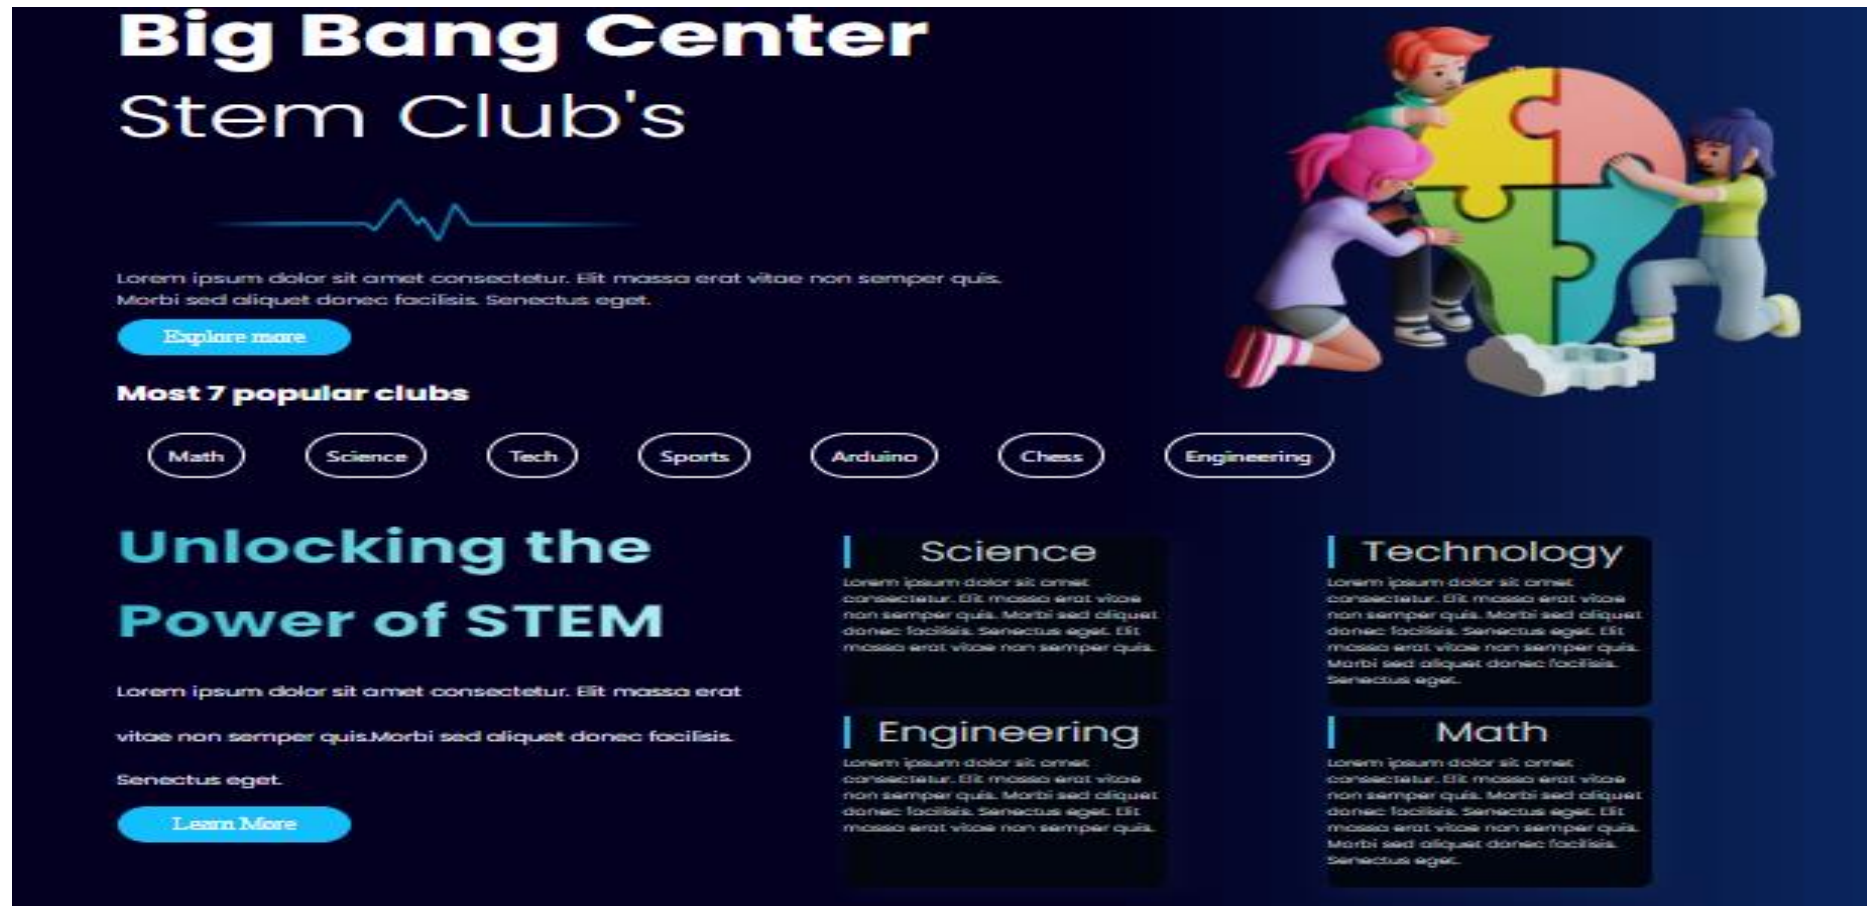 Big Bang Center
Stem Club's
Lorem ipsum dolor sit amet consectetur. Elit massa erat vitae non semper quis.
Morbi sed aliquet donec facilisis. Senectus eget.
Explore more
Most 7 popular clubs
Math
Science
Tech
Sports
Arduino
Chess
Engineering
Unlocking the
Power of STEM
Lorem ipsum dolor sit amet consectetur. Elit massa erat
vitae non semper quis.Morbi sed aliquet donec facilisis.
Senectus eget.
Learn More
Science
Lorem ipsum dolor sit amet
consectetur. Elit massa erat vitae
non semper quis. Morbi sed aliquet
donec facilisis. Senectus eget. Elit
massa erat vitae non semper quis.
Technology
Lorem ipsum dolor sit amet
consectetur. Elit massa erat vitae
non semper quis. Morbi sed aliquet
donec facilisis. Senectus eget. Elit
massa erat vitae non semper quis.
Morbi sed aliquet donec facilisis.
Senectus eget.
Engineering
Lorem ipsum dolor sit amet
consectetur. Elit massa erat vitae
non semper quis. Morbi sed aliquet
donec facilisis. Senectus eget. Elit
massa erat vitae non semper quis.
Math
Lorem ipsum dolor sit amet
consectetur. Elit massa erat vitae
non semper quis. Morbi sed aliquet
donec facilisis. Senectus eget. Elit
massa erat vitae non semper quis.
Morbi sed aliquet donec facilisis.
Senectus eget.